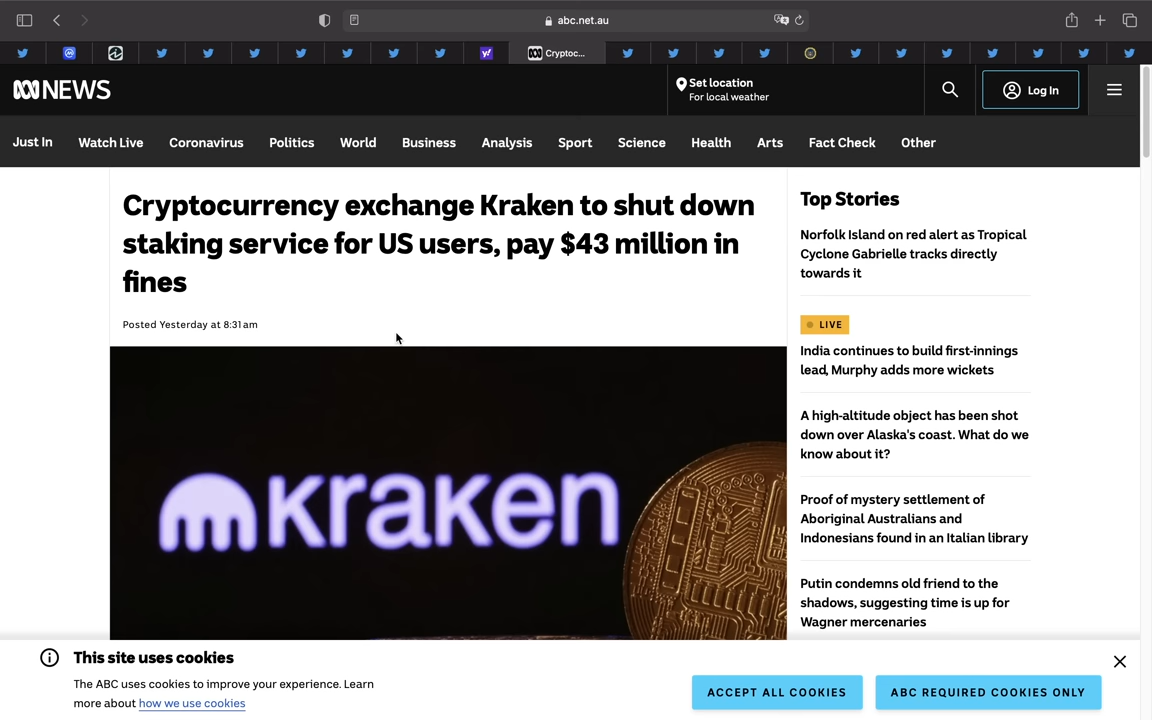 abc.net.au
y!
Cryptoc...
NEWS
Set location
For local weather
Log In
Just In Watch Live Coronavirus Politics World Business Analysis Sport Science Health Arts Fact Check Other
Cryptocurrency exchange Kraken to shut down
staking service for US users, pay $43 million in
fines
Posted Yesterday at 8:31am
kraken
Top Stories
Norfolk Island on red alert as Tropical
Cyclone Gabrielle tracks directly
towards it
LIVE
India continues to build first-innings
lead, Murphy adds more wickets
A high-altitude object has been shot
down over Alaska's coast. What do we
know about it?
Proof of mystery settlement of
Aboriginal Australians and
Indonesians found in an Italian library
Putin condemns old friend to the
shadows, suggesting time is up for
Wagner mercenaries
This site uses cookies
The ABC uses cookies to improve your experience. Learn
more about how we use cookies
ACCEPT ALL COOKIES
ABC REQUIRED COOKIES ONLY